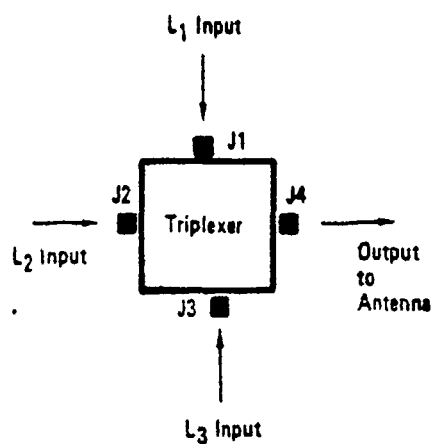 L₁ Input
J1
J2
Triplexer
J4
L₂ Input
Output
to
Antenna
J3
L₃ Input